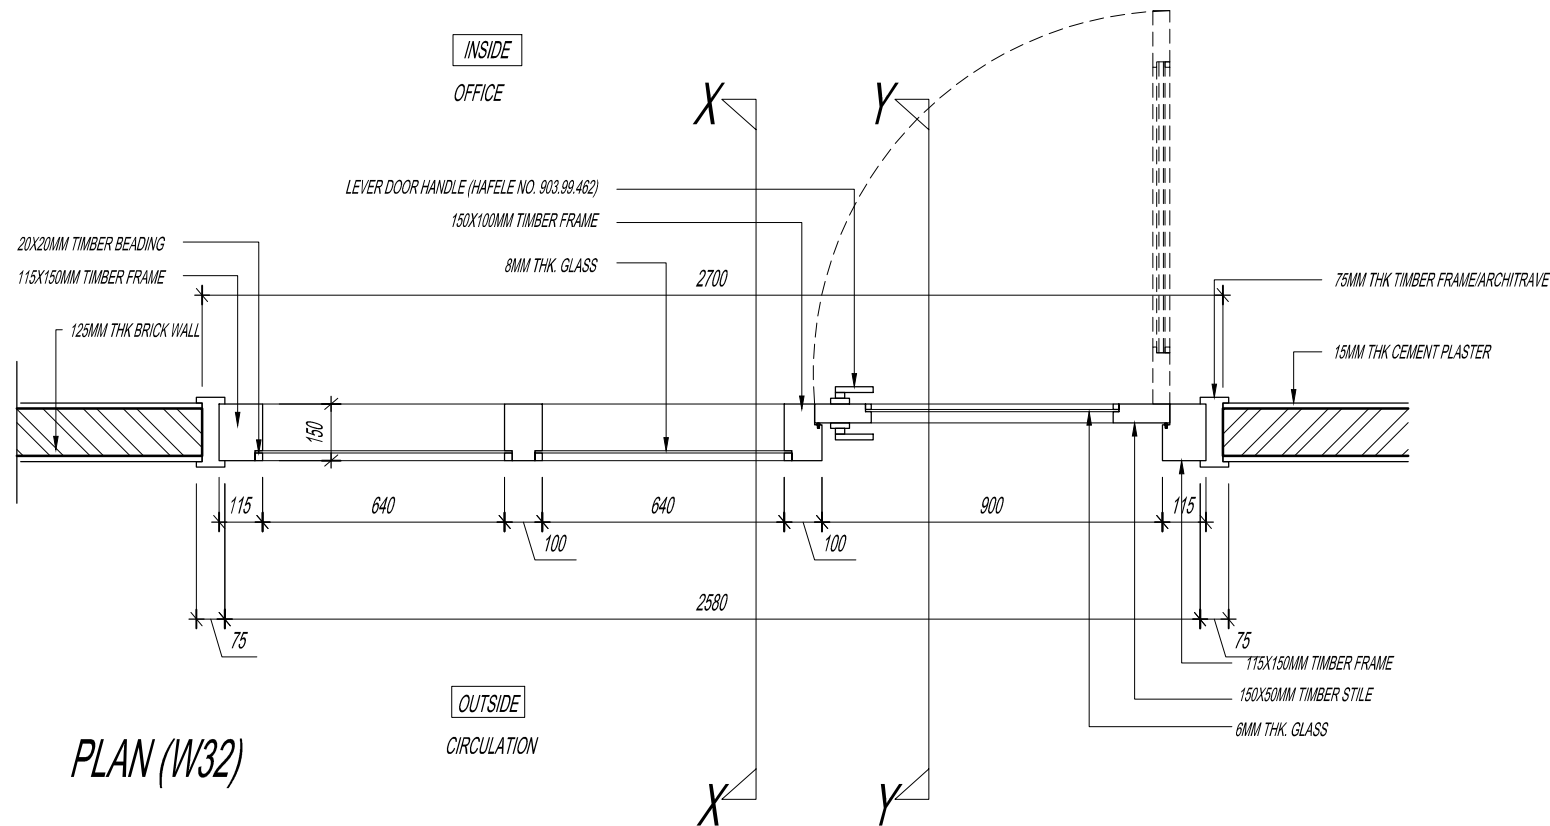 INSIDE
OFFICE
X
Y
LEVER DOOR HANDLE (HAFELE NO. 903.99.462)
150X100MM TIMBER FRAME
20X20MM TIMBER BEADING
8MM THK. GLASS
115X150MM TIMBER FRAME
2700
75MM THK TIMBER FRAME/ARCHITRAVE
125MM THK BRICK WALL
15MM THK CEMENT PLASTER
150
115
640
640
900
115
100
100
2580
75
75
115X150MM TIMBER FRAME
150X50MM TIMBER STILE
OUTSIDE
6MM THK. GLASS
CIRCULATION
PLAN (W32)
X
Y